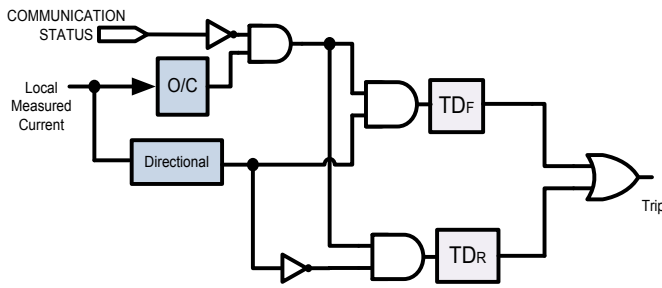 COMMUNICATION
STATUS
Local
Measured
Current
O/C
Directional
TDF
TDR
Trip